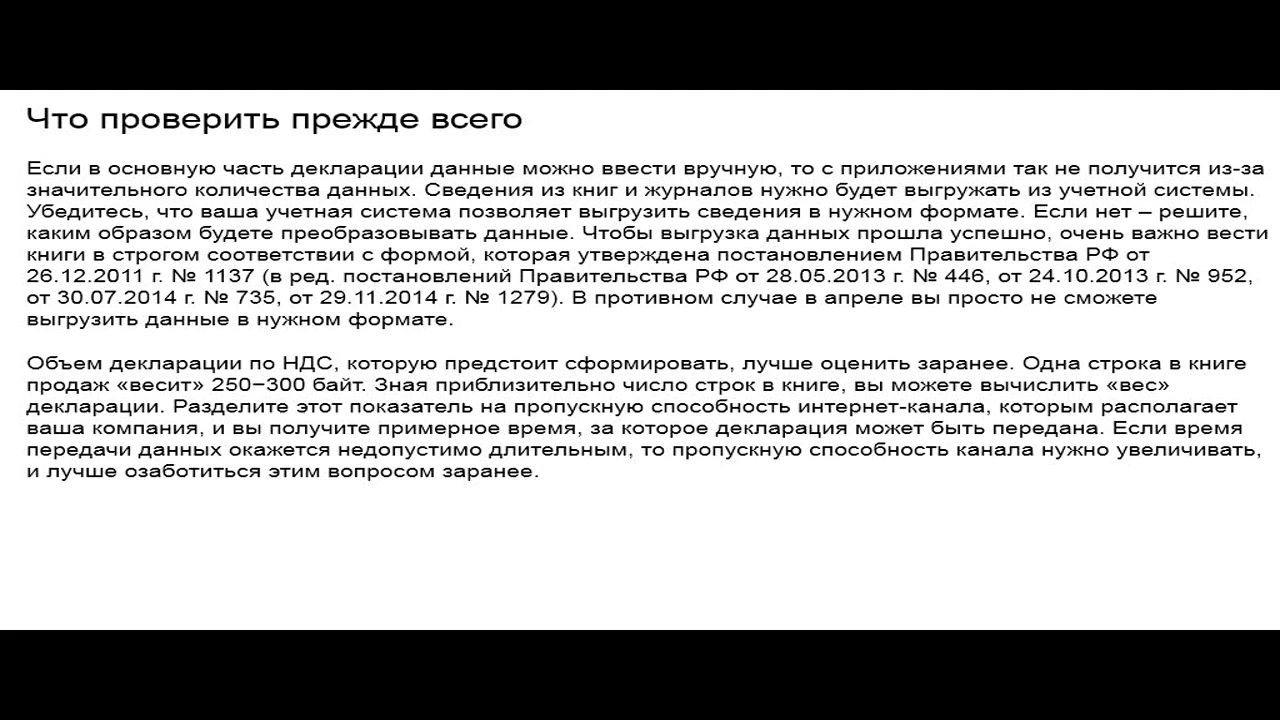 Что проверить прежде всего
Если в основную часть декларации данные можно ввести вручную, то с приложениями так не получится из-за
значительного количества данных. Сведения из книг и журналов нужно будет выгружать из учетной системы.
Убедитесь, что ваша учетная система позволяет выгрузить сведения в нужном формате. Если нет – решите,
каким образом будете преобразовывать данные. Чтобы выгрузка данных прошла успешно, очень важно вести
книги в строгом соответствии с формой, которая утверждена постановлением Правительства РФ от
26.12.2011 г. № 1137 (в ред. постановлений Правительства РФ от 28.05.2013 г. № 446, от 24.10.2013 г. № 952,
от 30.07.2014 г. № 735, от 29.11.2014 г. № 1279). В противном случае в апреле вы просто не сможете
выгрузить данные в нужном формате.
Объем декларации по НДС, которую предстоит сформировать, лучше оценить заранее. Одна строка в книге
продаж «весит» 250−300 байт. Зная приблизительно число строк в книге, вы можете вычислить «вес»
декларации. Разделите этот показатель на пропускную способность интернет-канала, которым располагает
ваша компания, и вы получите примерное время, за которое декларация может быть передана. Если время
передачи данных окажется недопустимо длительным, то пропускную способность канала нужно увеличивать,
и лучше озаботиться этим вопросом заранее.